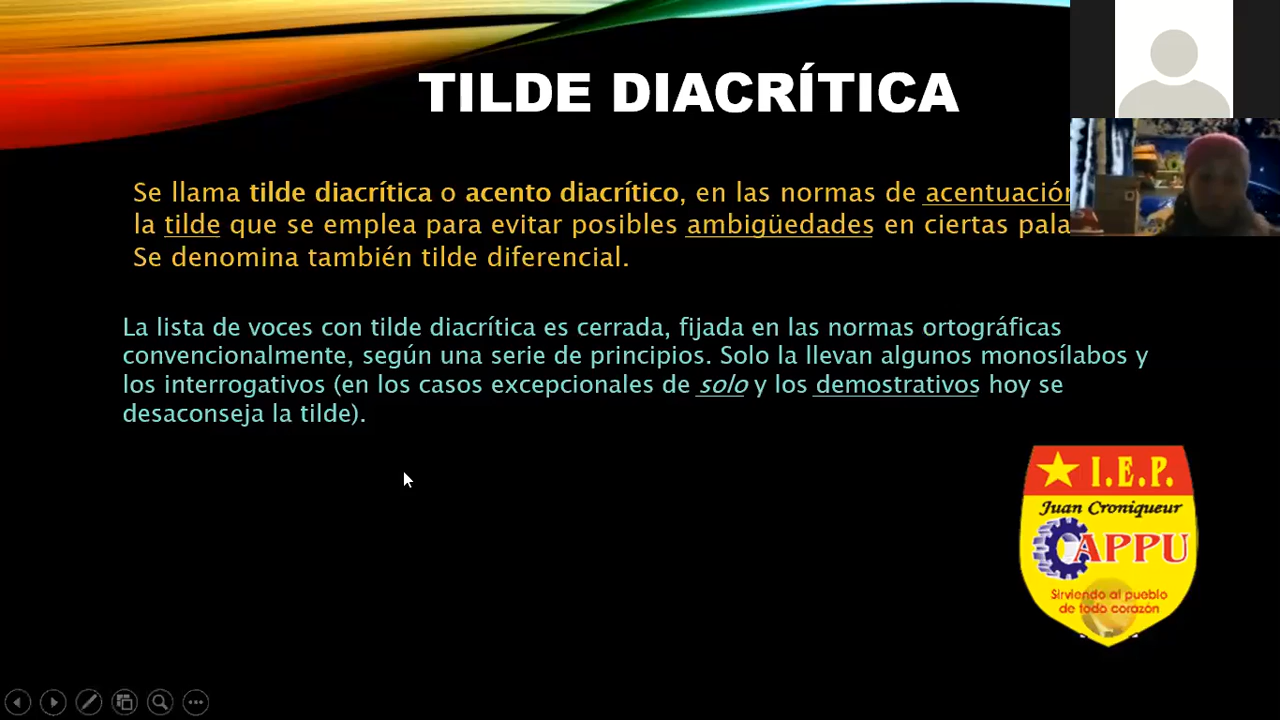 TILDE DIACRÍTICA
Se llama tilde diacrítica o acento diacrítico, en las normas de acentuación
la tilde que se emplea para evitar posibles ambigüedades en ciertas
Se denomina también tilde diferencial.
La lista de voces con tilde diacrítica es cerrada, fijada en las normas ortográficas
convencionalmente, según una serie de principios. Solo la llevan algunos monosílabos y
los interrogativos (en los casos excepcionales de solo y los demostrativos hoy se
desaconseja la tilde).
I.E.P.
Juan Croniqueur
CAPPU
Sirviendo al pueblo
de todo corazón